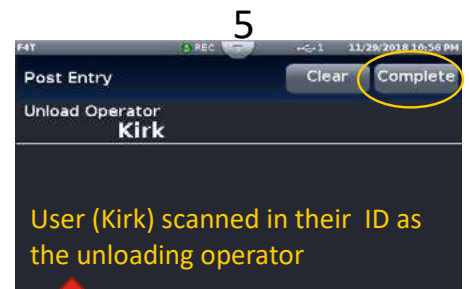 5
F4T REC 1 11/29/2018 10:56 PM
Post Entry Clear Complete
Unload Operator
Kirk
User (Kirk) scanned in their ID as
the unloading operator